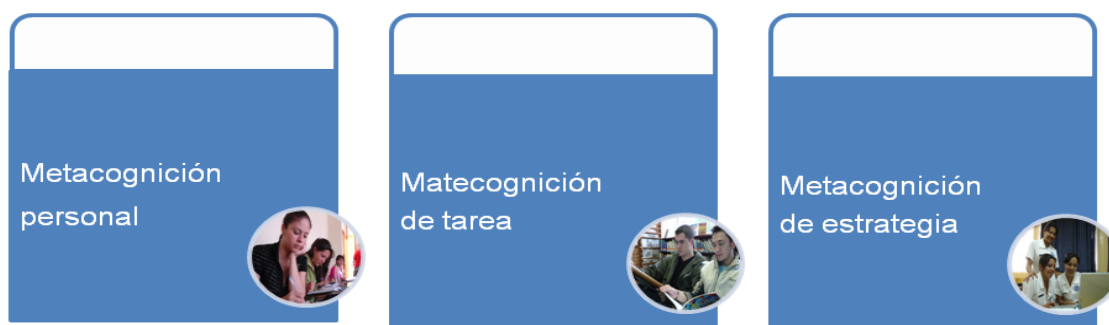 Metacognición
personal
Matecognición
de tarea
Metacognición
de estrategia